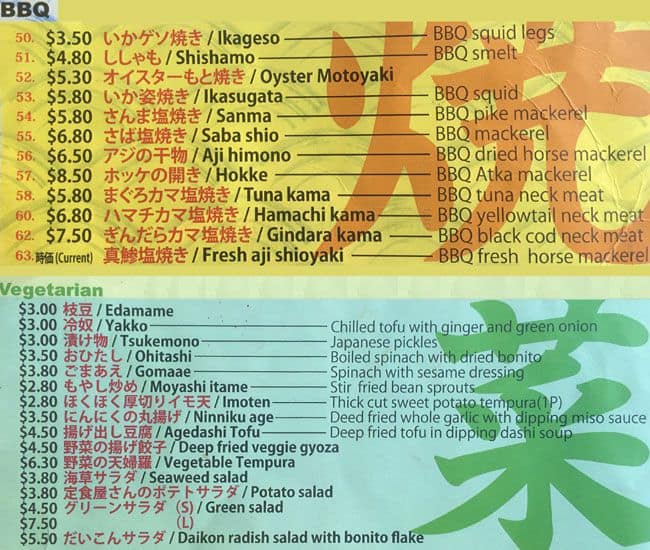 BBQ
50. $3.50 いかゲソ焼き / Ikageso BBQ squid legs
51. $4.80 ししゃも / Shishamo BBQ smelt
52. $5.30 オイスターもと焼き / Oyster Motoyaki
53. $5.80 いか姿焼き / Ikasugata BBQ squid
54. $5.80 さんま塩焼き / Sanma BBQ pike mackerel
55. $6.80 さば塩焼き / Saba shio BBQ mackerel
56. $6.50 アジの干物 / Aji himono BBQ dried horse mackerel
57. $8.50 ホッケの開き / Hokke BBQ Atka mackerel
58. $5.80 まぐろカマ塩焼き / Tuna kama BBQ tuna neck meat
60. $6.80 ハマチカマ塩焼き / Hamachi kama BBQ yellowtail neck meat
62. $7.50 ぎんだらカマ塩焼き / Gindara kama BBQ black cod neck meat
63. 時価 (Current) 真鯵塩焼き / Fresh aji shioyaki BBQ fresh horse mackerel
焼
Vegetarian
$3.00 枝豆 / Edamame
$3.00 冷奴 / Yakko Chilled tofu with ginger and green onion
$3.00 漬け物 / Tsukemono Japanese pickles
$3.50 おひたし / Ohitashi Boiled spinach with dried bonito
$3.80 ごまあえ / Gomaae Spinach with sesame dressing
$2.80 もやし炒め / Moyashi itame Stir fried bean sprouts
$2.80 ほくほく厚切りイモ天 / Imoten Thick cut sweet potato tempura(1P)
$3.50 にんにくの丸揚げ / Ninniku age Deed fried whole garlic with dipping miso sauce
$4.50 揚げ出し豆腐 / Agedashi Tofu Deep fried tofu in dipping dashi soup
$4.50 野菜の揚げ餃子 / Deep fried veggie gyoza
$6.30 野菜の天婦羅 / Vegetable Tempura
$3.80 海草サラダ / Seaweed salad
$3.80 定食屋さんのポテトサラダ / Potato salad
$4.50 グリーンサラダ (S) / Green salad
$7.50 (L)
$5.50 だいこんサラダ / Daikon radish salad with bonito flake
菜